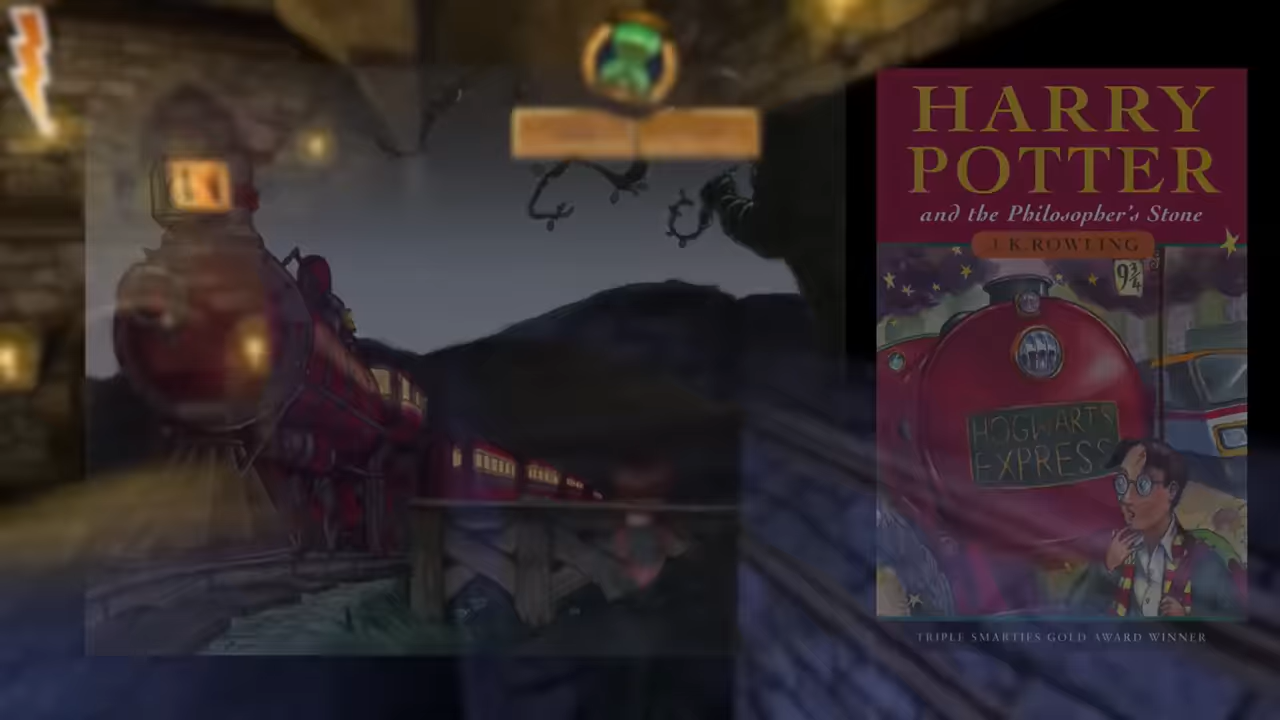 HARRY
POTTER
and the Philosopher's Stone
J.K.ROWLING
9¾
HOGWARTS
EXPRESS
TRIPLE SMARTIES GOLD AWARD WINNER